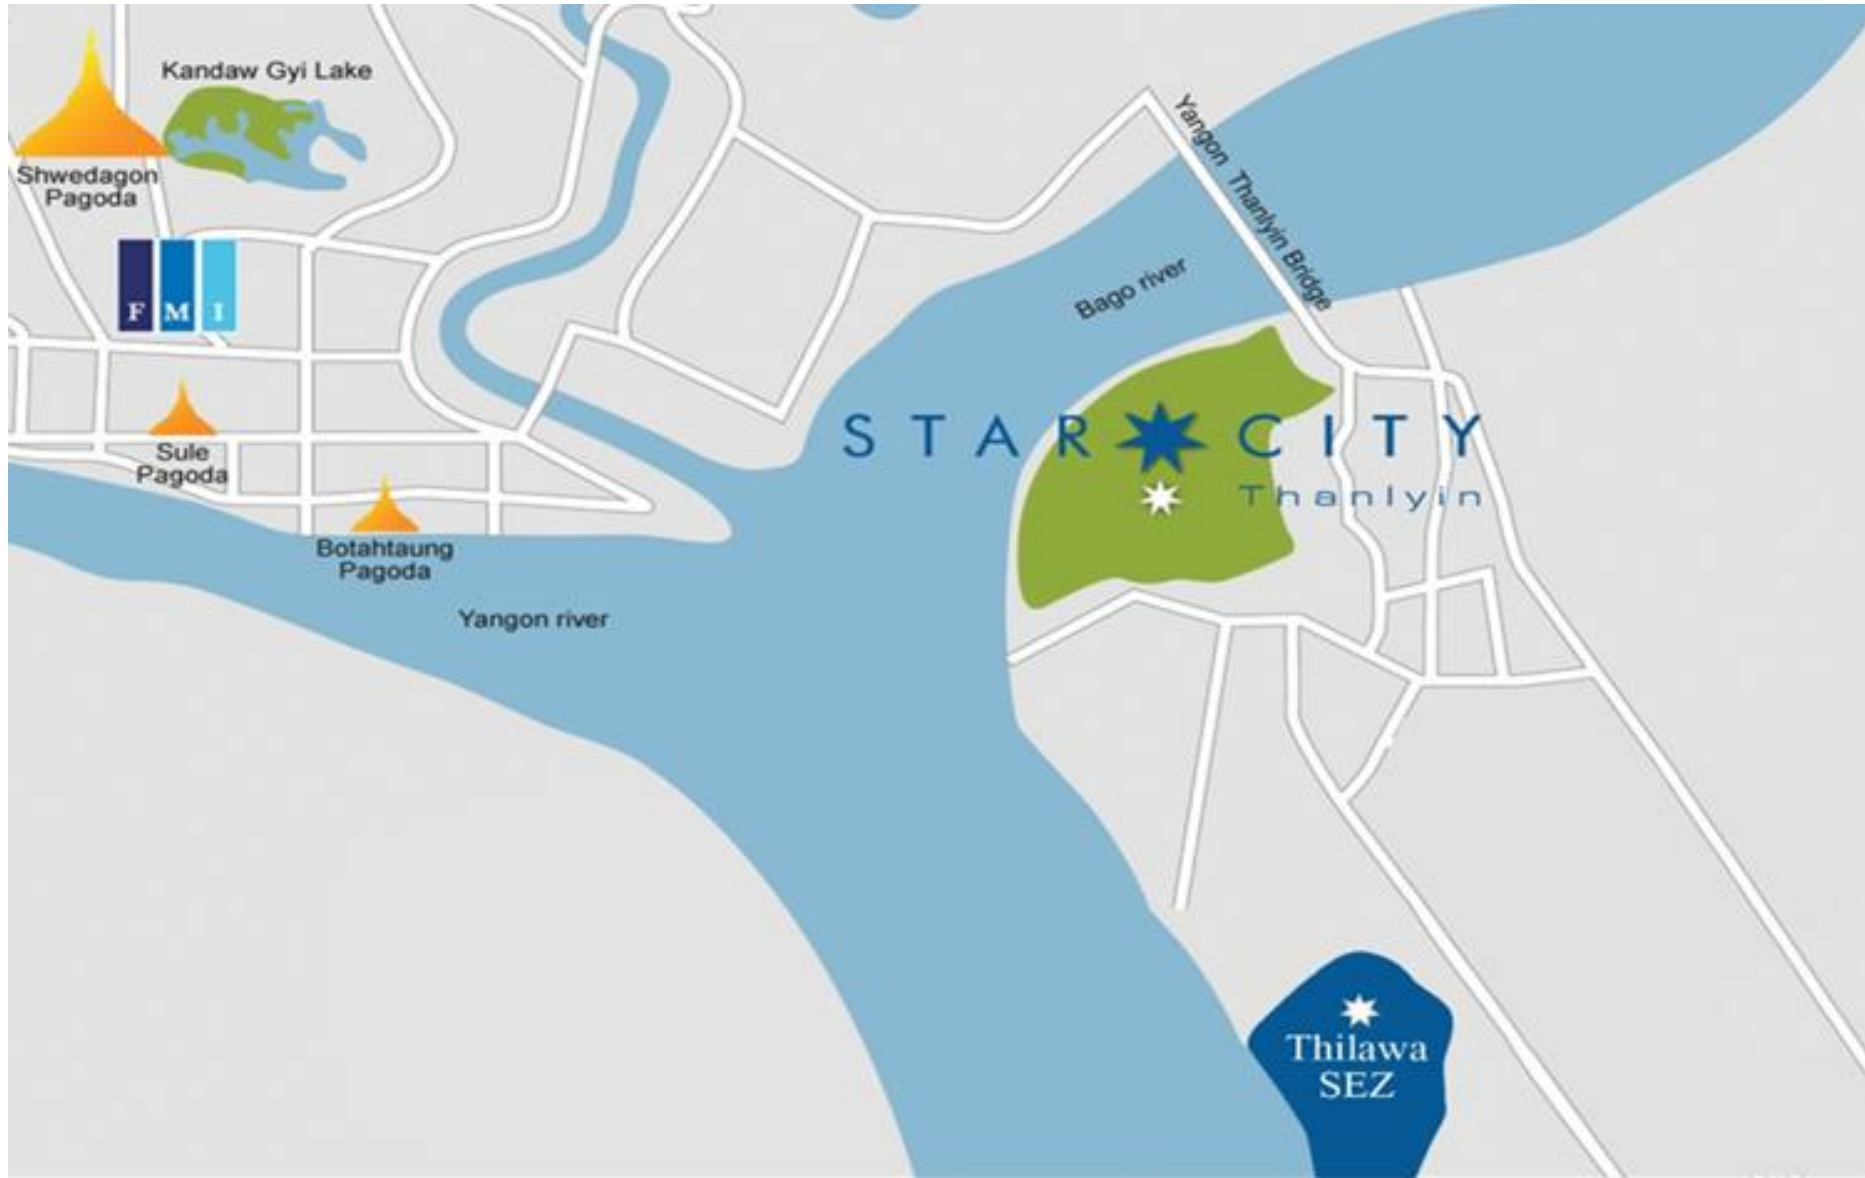 Kandaw Gyi Lake
Shwedagon
Pagoda
F M I
Sule
Pagoda
Botahtaung
Pagoda
Yangon river
Yangon Thanlyin Bridge
Bago river
STAR CITY
Thanlyin
Thilawa
SEZ